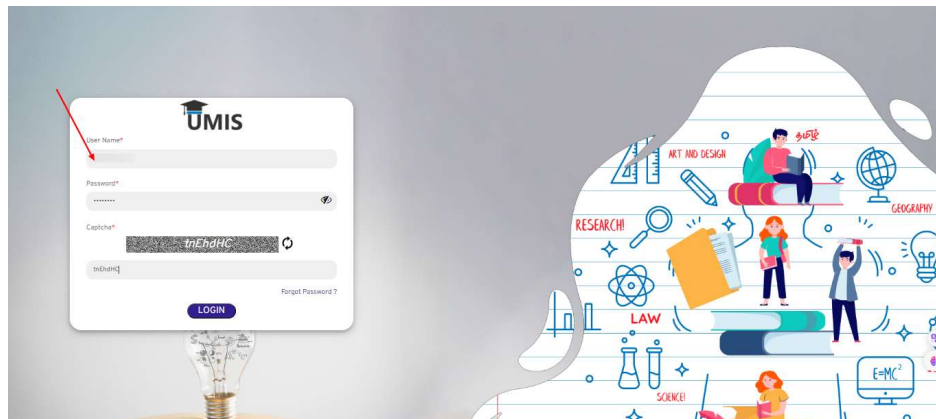 UMIS
User Name*
Password*
········
Captcha*
tnEhdHC
tnEhdHC
Forgot Password ?
LOGIN
தமிழ்
ART AND DESIGN
GEOGRAPHY
RESEARCH!
LAW
E=MC²
SCIENCE!